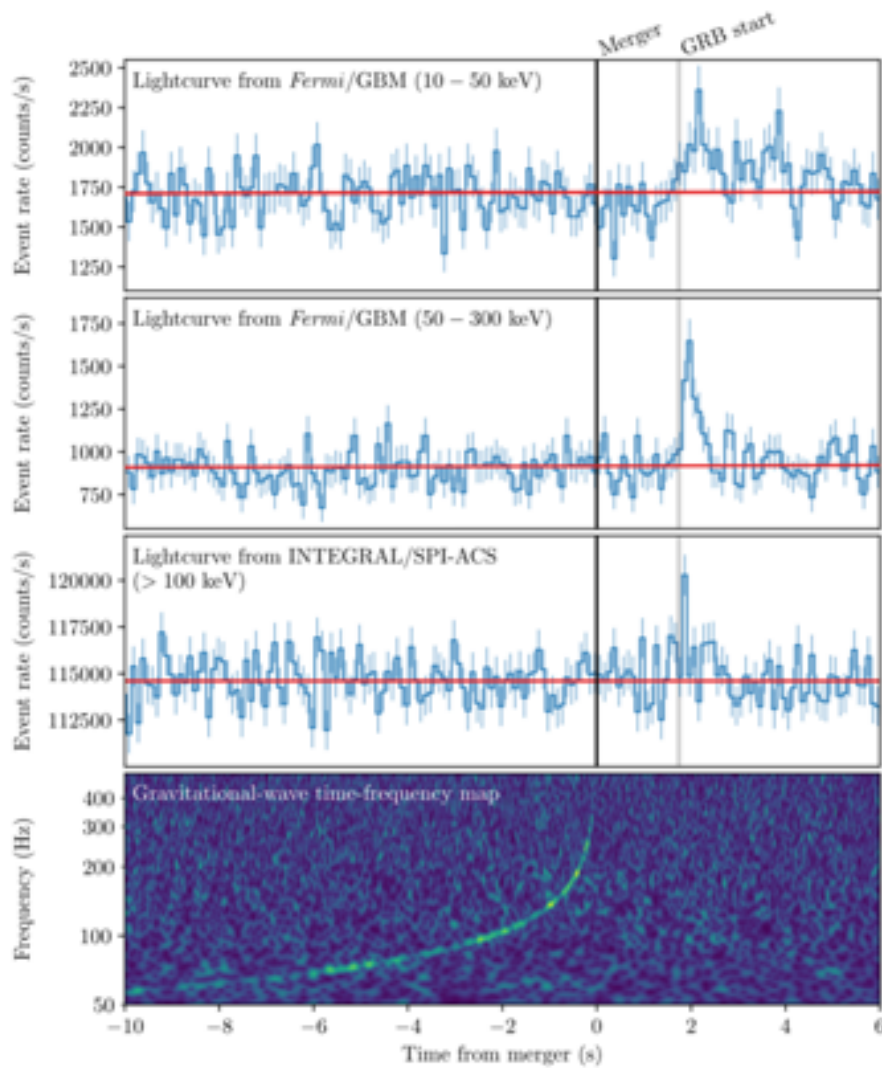 Merger
GRB start
Lightcurve from Fermi/GBM (10 − 50 keV)
Event rate (counts/s)
2500
2250
2000
1750
1500
1250
Lightcurve from Fermi/GBM (50 − 300 keV)
Event rate (counts/s)
1750
1500
1250
1000
750
Lightcurve from INTEGRAL/SPI-ACS
(> 100 keV)
Event rate (counts/s)
120000
117500
115000
112500
Gravitational-wave time-frequency map
Frequency (Hz)
400
300
200
100
50
−10 −8 −6 −4 −2 0 2 4 6
Time from merger (s)